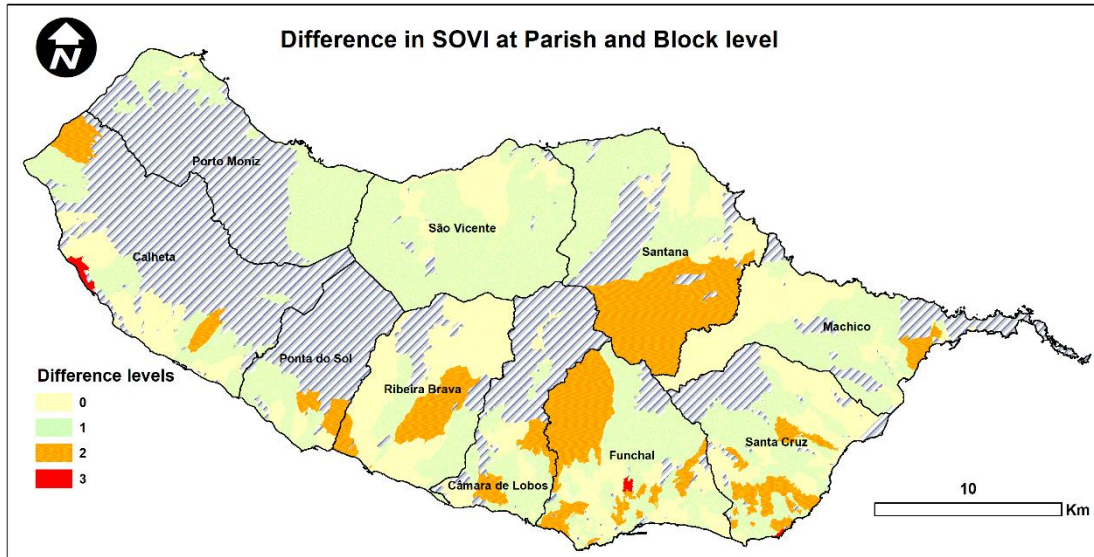 Difference in SOVI at Parish and Block level
N
Porto Moniz
São Vicente
Santana
Calheta
Machico
Ponta do Sol
Ribeira Brava
Difference levels
0
1
2
3
Santa Cruz
Funchal
Câmara de Lobos
10
Km